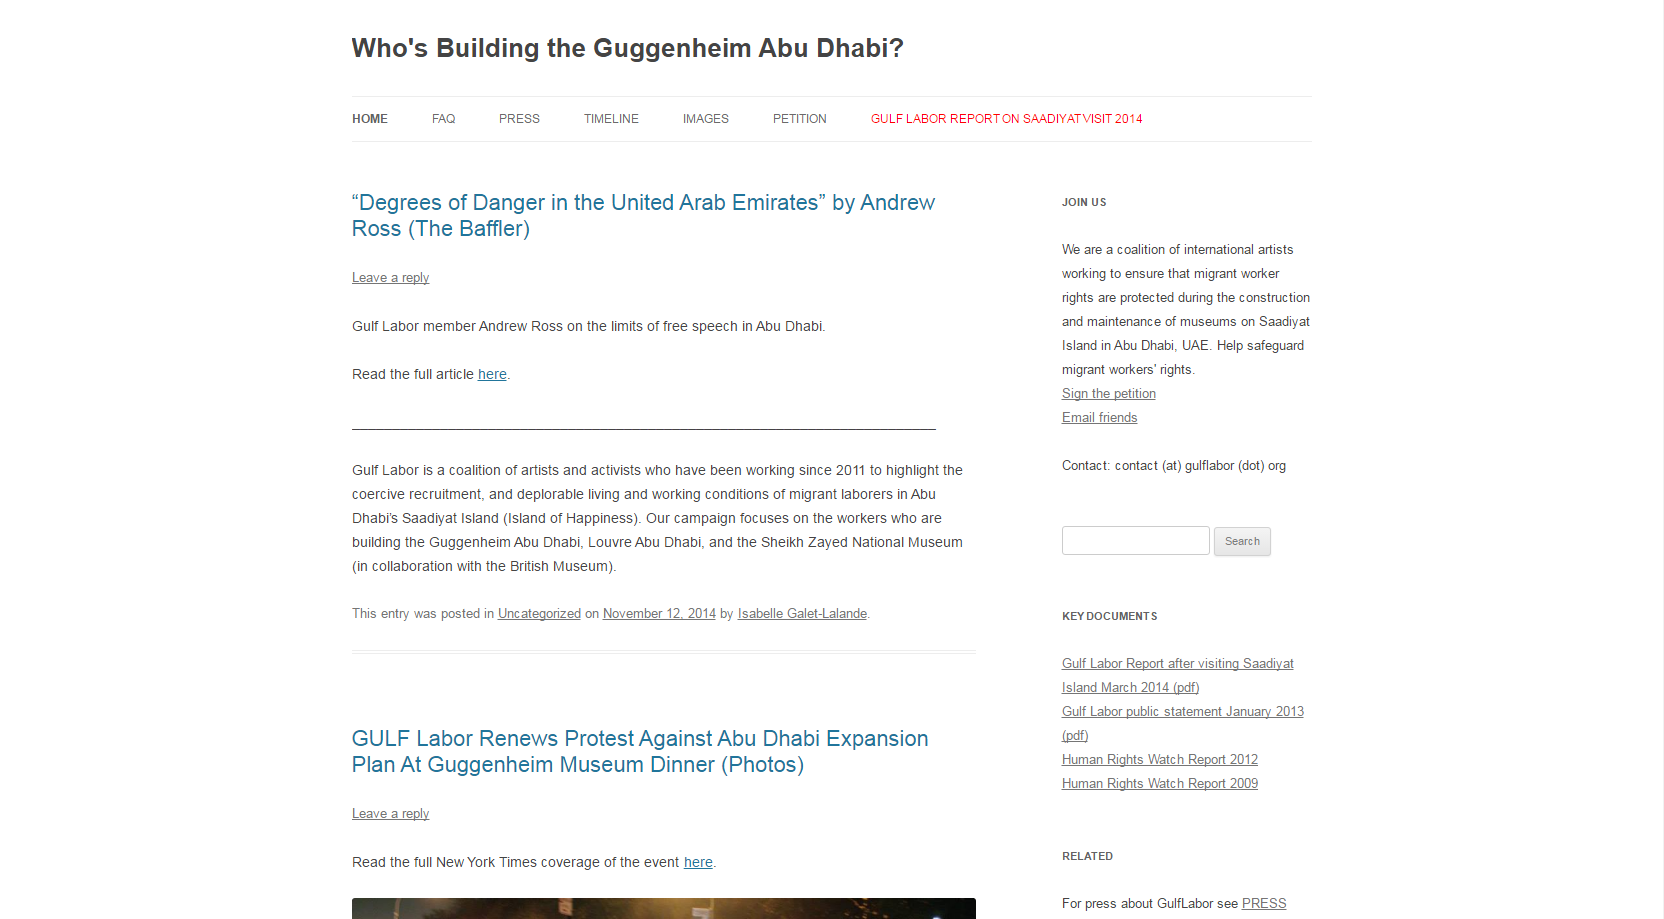 Who's Building the Guggenheim Abu Dhabi?
HOME FAQ PRESS TIMELINE IMAGES PETITION GULF LABOR REPORT ON SAADIYAT VISIT 2014
“Degrees of Danger in the United Arab Emirates” by Andrew
Ross (The Baffler)
Leave a reply
Gulf Labor member Andrew Ross on the limits of free speech in Abu Dhabi.
Read the full article here.
Gulf Labor is a coalition of artists and activists who have been working since 2011 to highlight the
coercive recruitment, and deplorable living and working conditions of migrant laborers in Abu
Dhabi’s Saadiyat Island (Island of Happiness). Our campaign focuses on the workers who are
building the Guggenheim Abu Dhabi, Louvre Abu Dhabi, and the Sheikh Zayed National Museum
(in collaboration with the British Museum).
This entry was posted in Uncategorized on November 12, 2014 by Isabelle Galet-Lalande.
GULF Labor Renews Protest Against Abu Dhabi Expansion
Plan At Guggenheim Museum Dinner (Photos)
Leave a reply
Read the full New York Times coverage of the event here.
JOIN US
We are a coalition of international artists
working to ensure that migrant worker
rights are protected during the construction
and maintenance of museums on Saadiyat
Island in Abu Dhabi, UAE. Help safeguard
migrant workers' rights.
Sign the petition
Email friends
Contact: contact (at) gulflabor (dot) org
Search
KEY DOCUMENTS
Gulf Labor Report after visiting Saadiyat
Island March 2014 (pdf)
Gulf Labor public statement January 2013
(pdf)
Human Rights Watch Report 2012
Human Rights Watch Report 2009
RELATED
For press about GulfLabor see PRESS